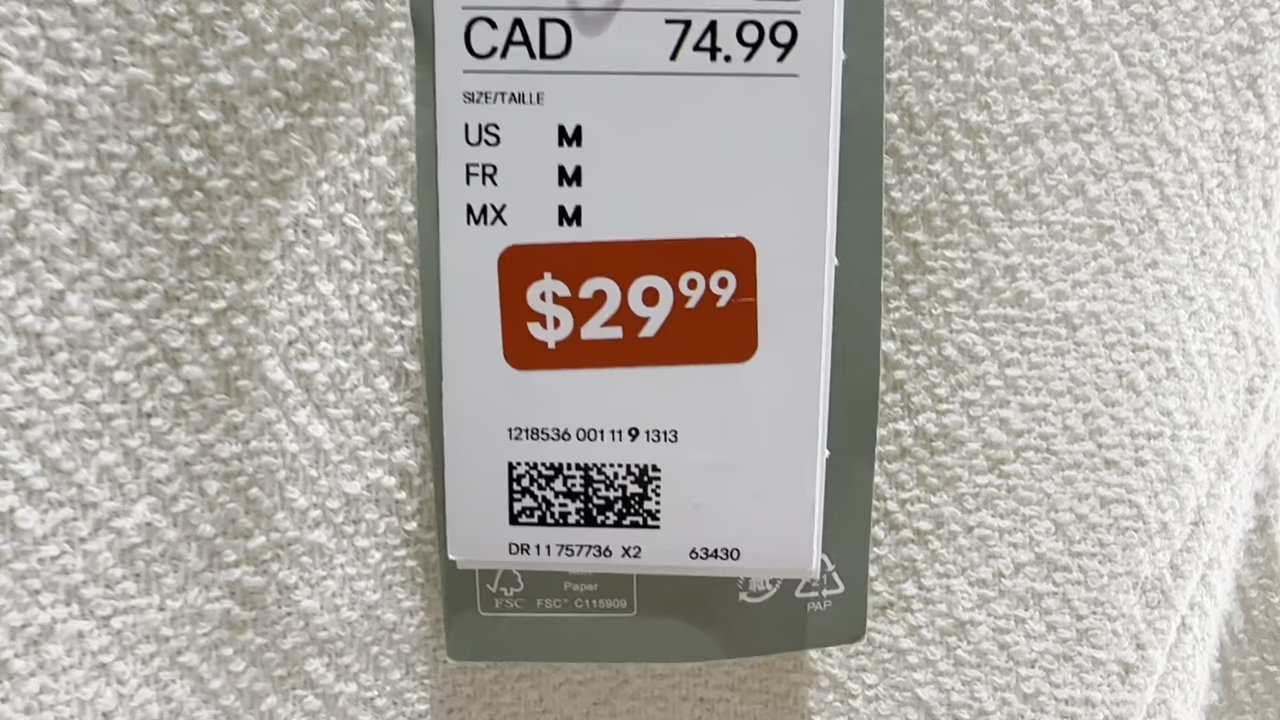 CAD 74.99
SIZE/TAILLE
US M
FR M
MX M
$29.99
1218536 001 11 9 1313
DR 11 757736 X2 63430
Paper
FSC FSC® C115909
PAP